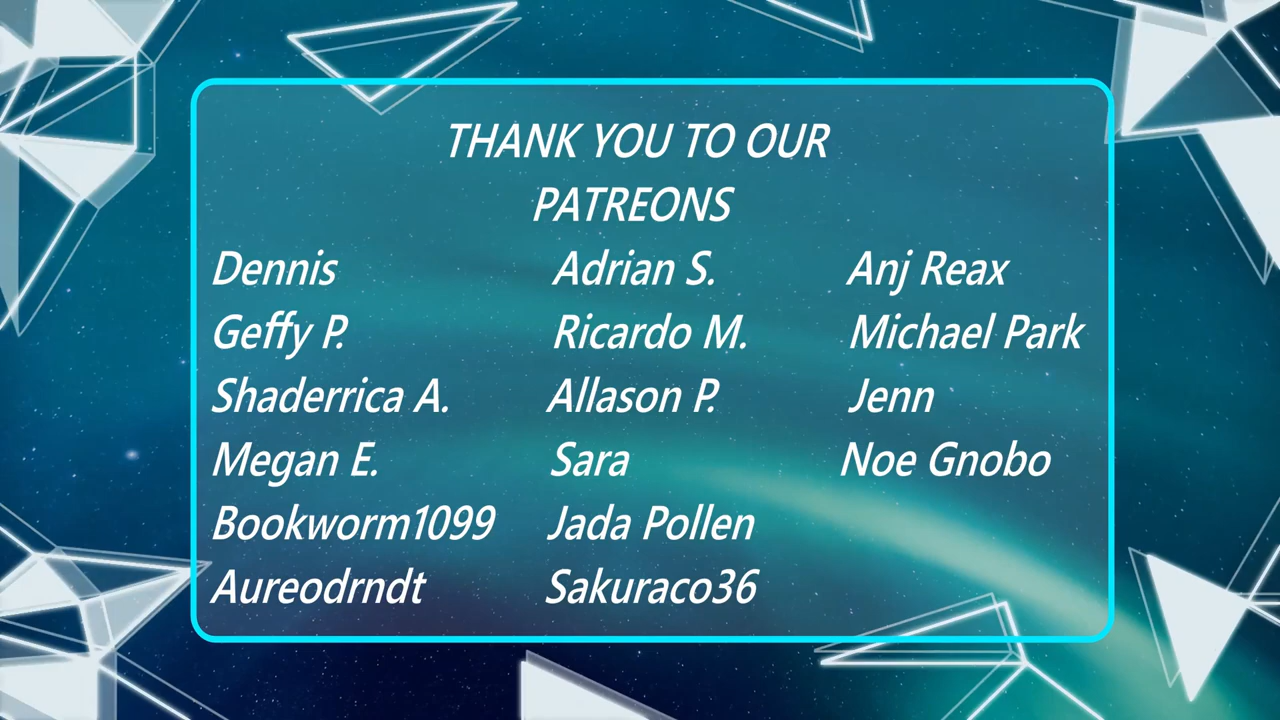 THANK YOU TO OUR
PATREONS
Dennis Adrian S. Anj Reax
Geffy P. Ricardo M. Michael Park
Shaderrica A. Allason P. Jenn
Megan E. Sara Noe Gnobo
Bookworm1099 Jada Pollen
Aureodrndt Sakuraco36